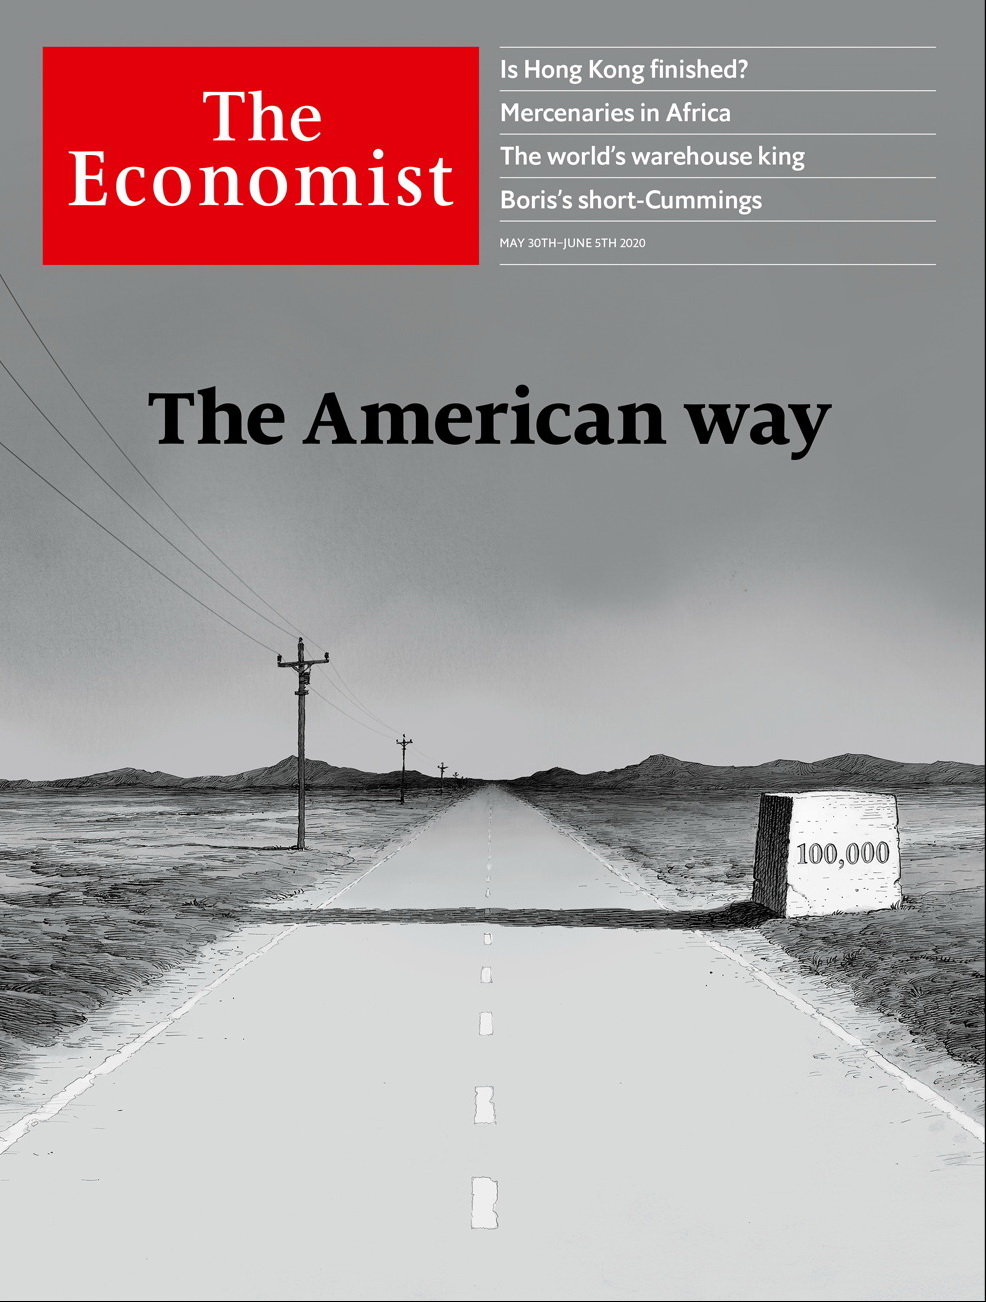 The
Economist
Is Hong Kong finished?
Mercenaries in Africa
The world's warehouse king
Boris's short-Cummings
MAY 30TH–JUNE 5TH 2020
The American way
100,000